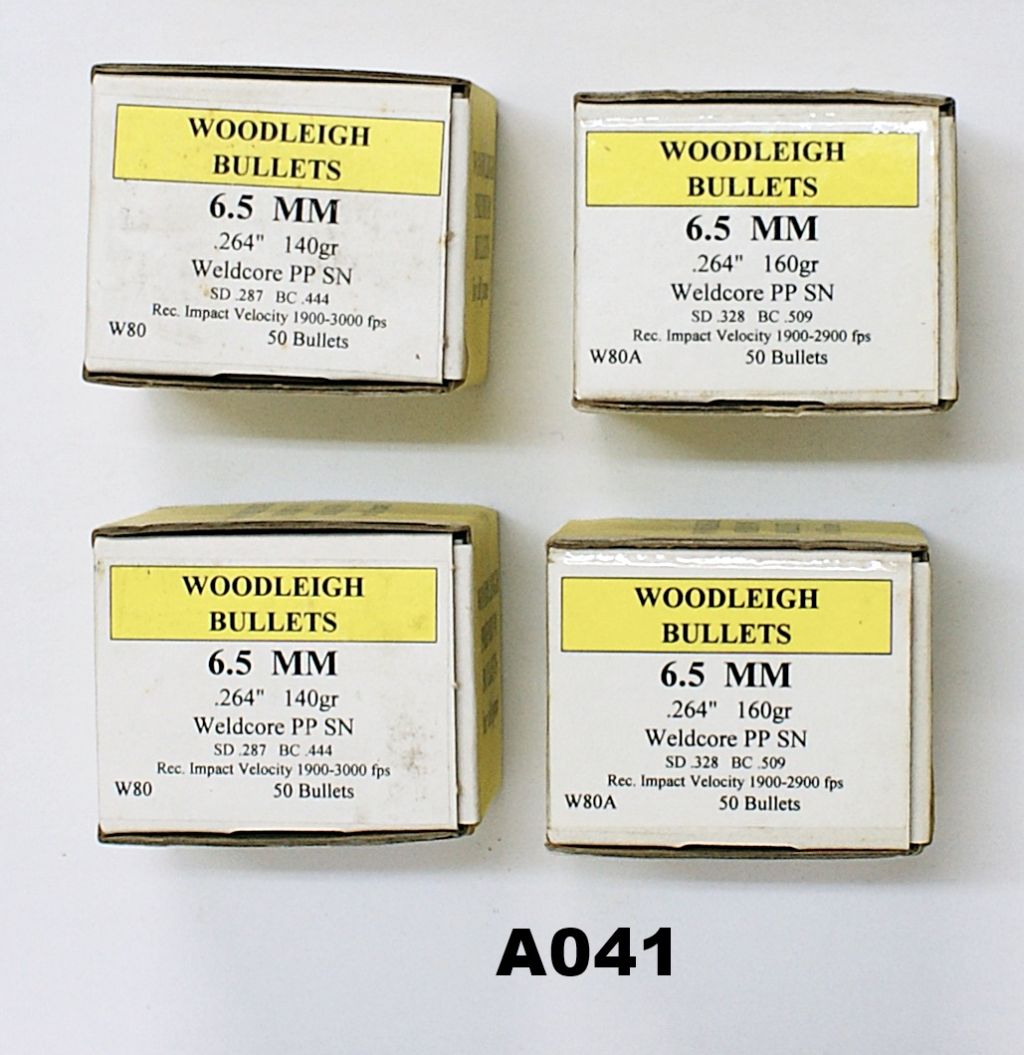 WOODLEIGH
BULLETS
6.5 MM
.264" 140gr
Weldcore PP SN
SD .287 BC .444
Rec. Impact Velocity 1900-3000 fps
W80 50 Bullets
WOODLEIGH
BULLETS
6.5 MM
.264" 160gr
Weldcore PP SN
SD .328 BC .509
Rec. Impact Velocity 1900-2900 fps
W80A 50 Bullets
WOODLEIGH
BULLETS
6.5 MM
.264" 140gr
Weldcore PP SN
SD .287 BC .444
Rec. Impact Velocity 1900-3000 fps
W80 50 Bullets
WOODLEIGH
BULLETS
6.5 MM
.264" 160gr
Weldcore PP SN
SD .328 BC .509
Rec. Impact Velocity 1900-2900 fps
W80A 50 Bullets
A041